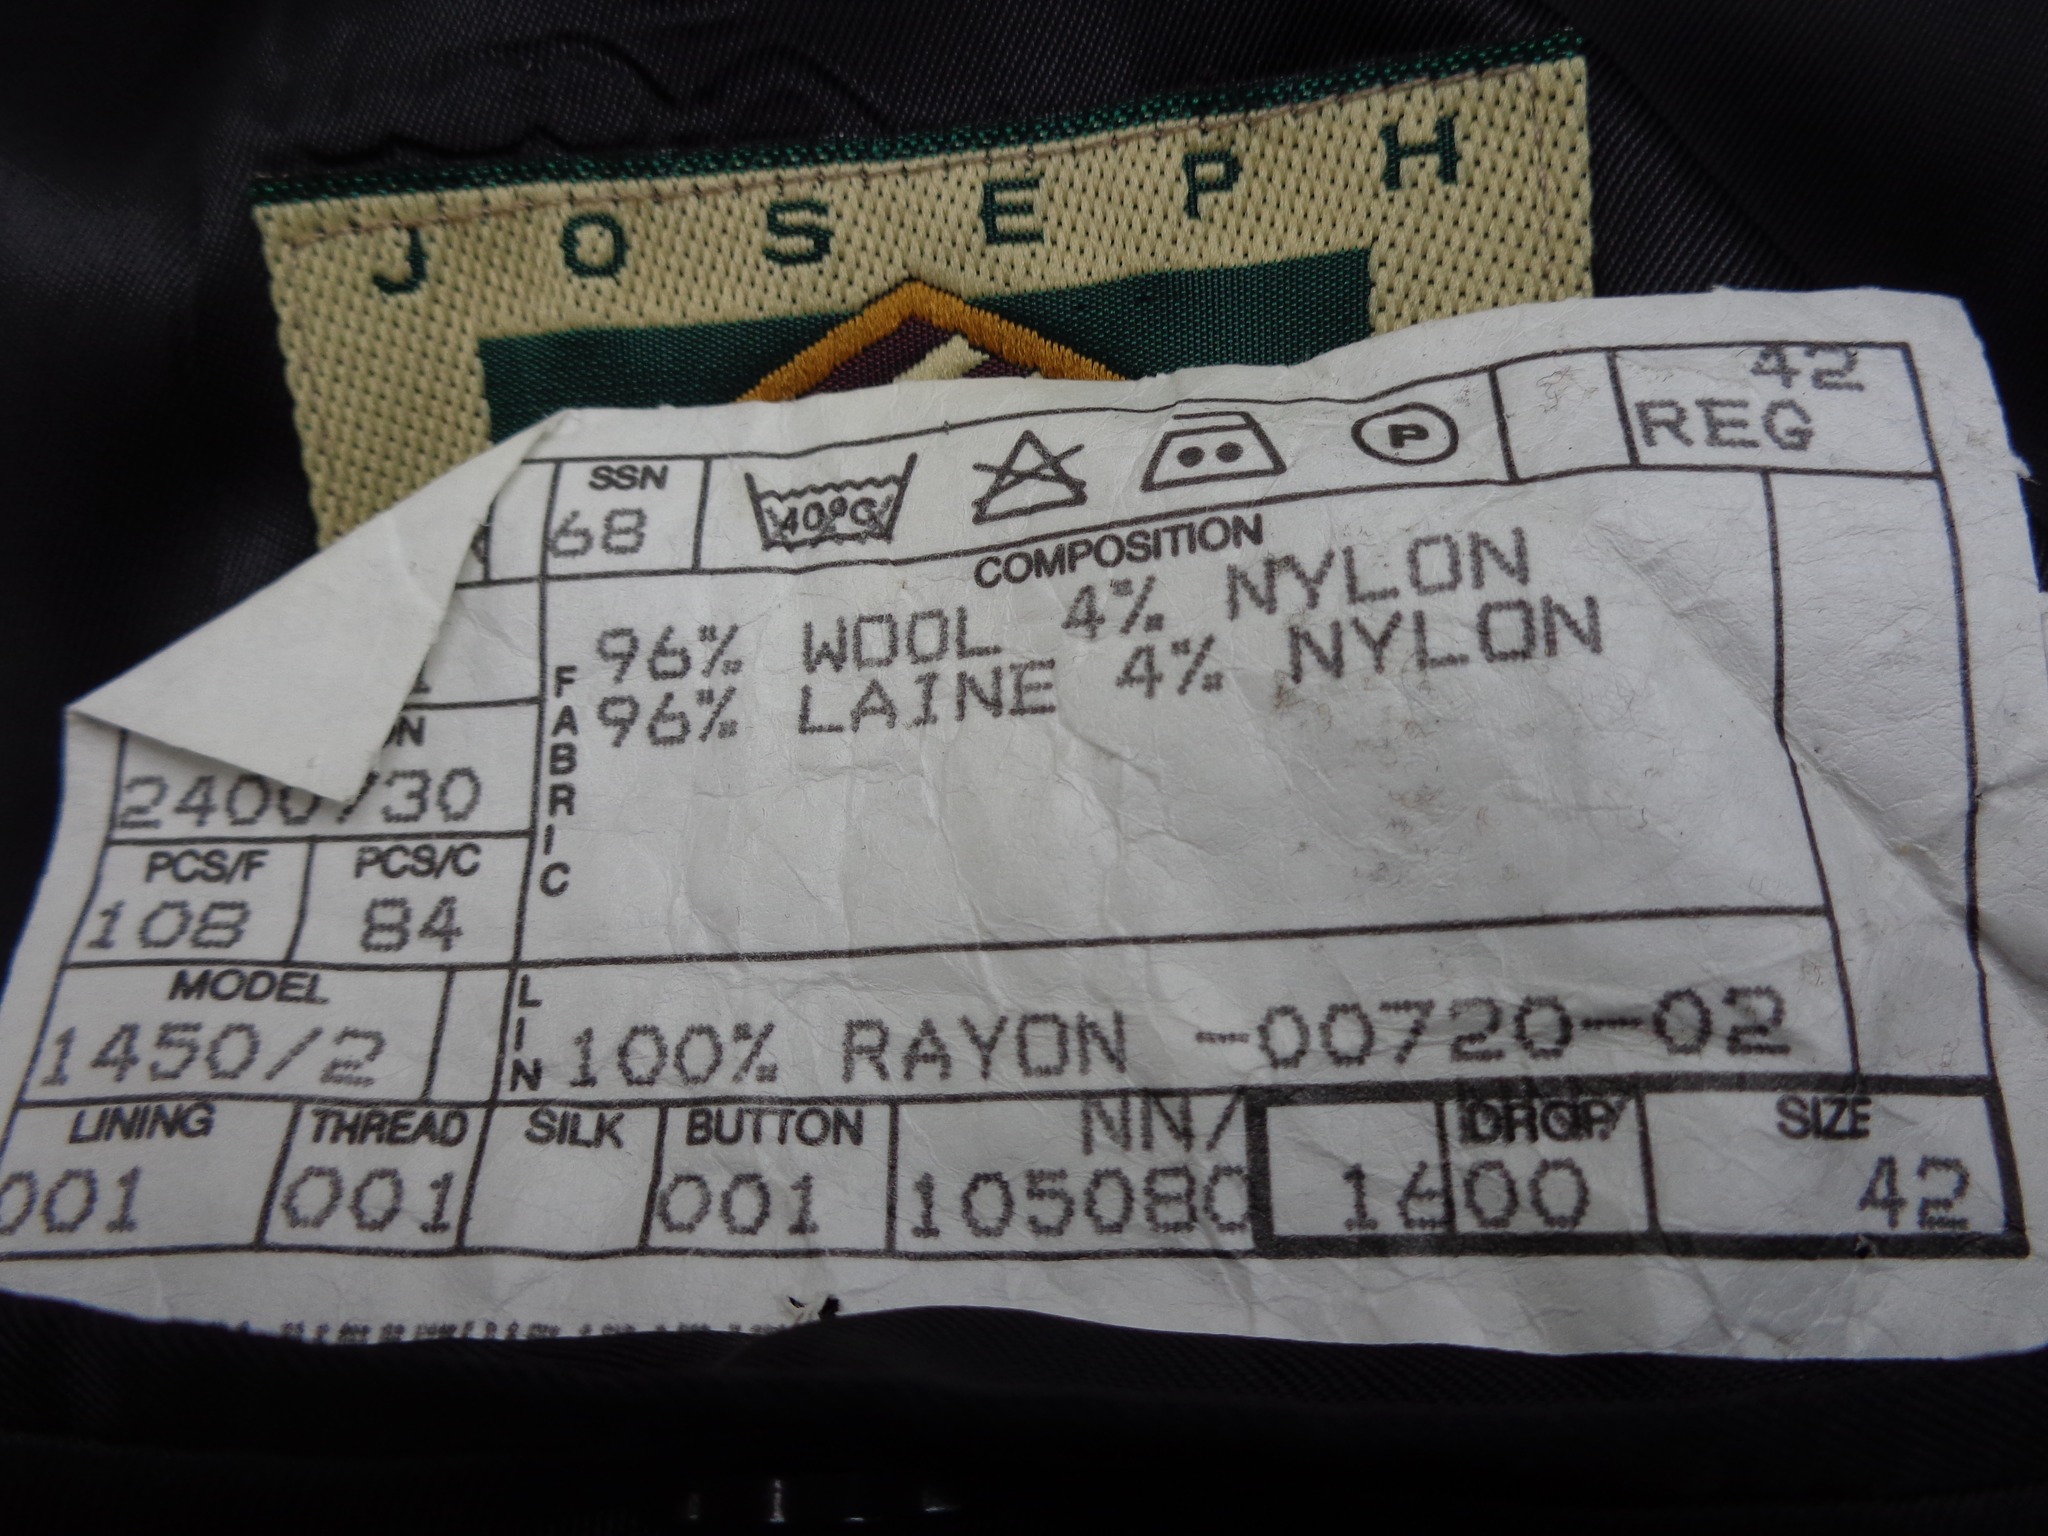 JOSEPH
42
REG
SSN
68
40°C
P
COMPOSITION
96% WOOL 4% NYLON
96% LAINE 4% NYLON
FABRIC
2400730
PCS/F PCS/C
108 84
MODEL
1450/2
LIN
100% RAYON -00720-02
LINING THREAD SILK BUTTON NN/ DROP SIZE
001 001 001 105080 1600 42